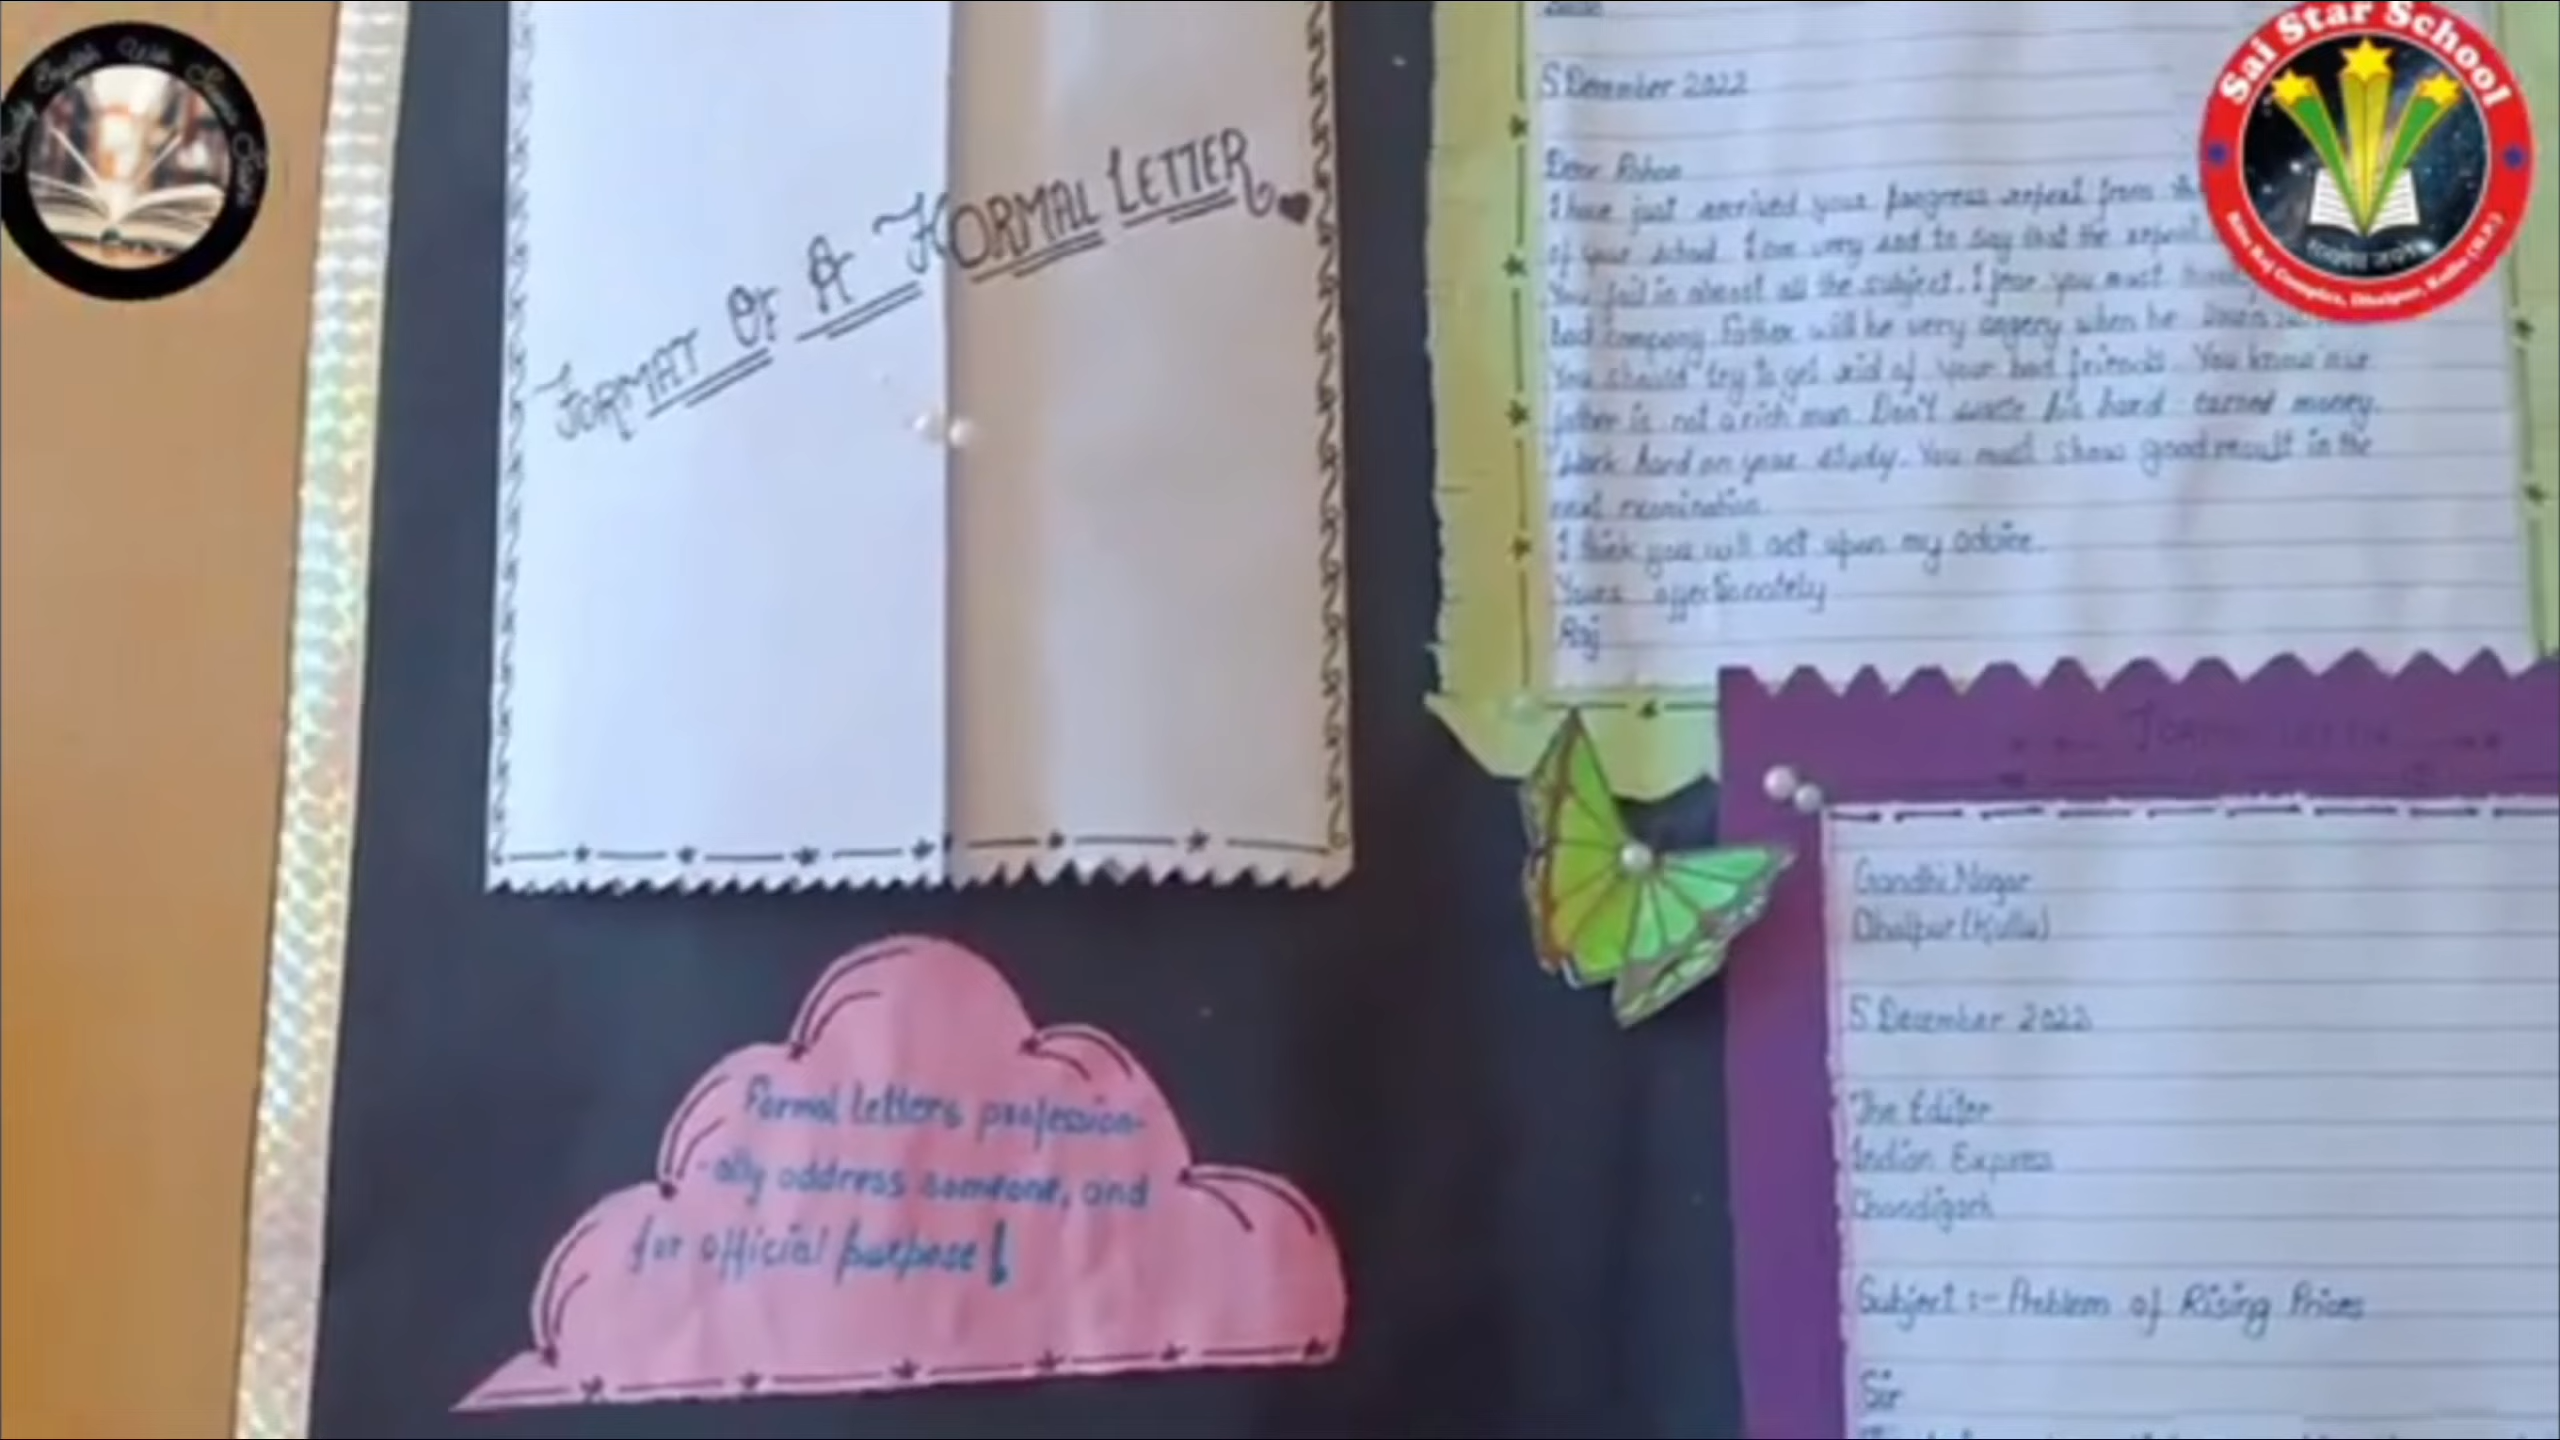 FORMAT OF A FORMAL LETTER
Formal letters profession-
-ally address someone, and
for official purpose!
5 December 2022
Dear Rohan
I have just received your progress report from
of your school. I am very sad to say that the report
You fail in almost all the subject. I fear you must
bad company. Father will be very angery when he
You should try to get rid of your bad friends. You know our
father is not a rich man. Don't waste his hard earned money.
Work hard on your study. You must show good result in the
next
I think you will act upon my advice.
Yours affectionately
Raj
FORMAL LETTER
Gandhi Nagar
Dhalpur (Kullu)
5 December 2022
The Editor
Indian Express
Chandigarh
Subject :- Problem of Rising Prices
Sir
Sai Star School